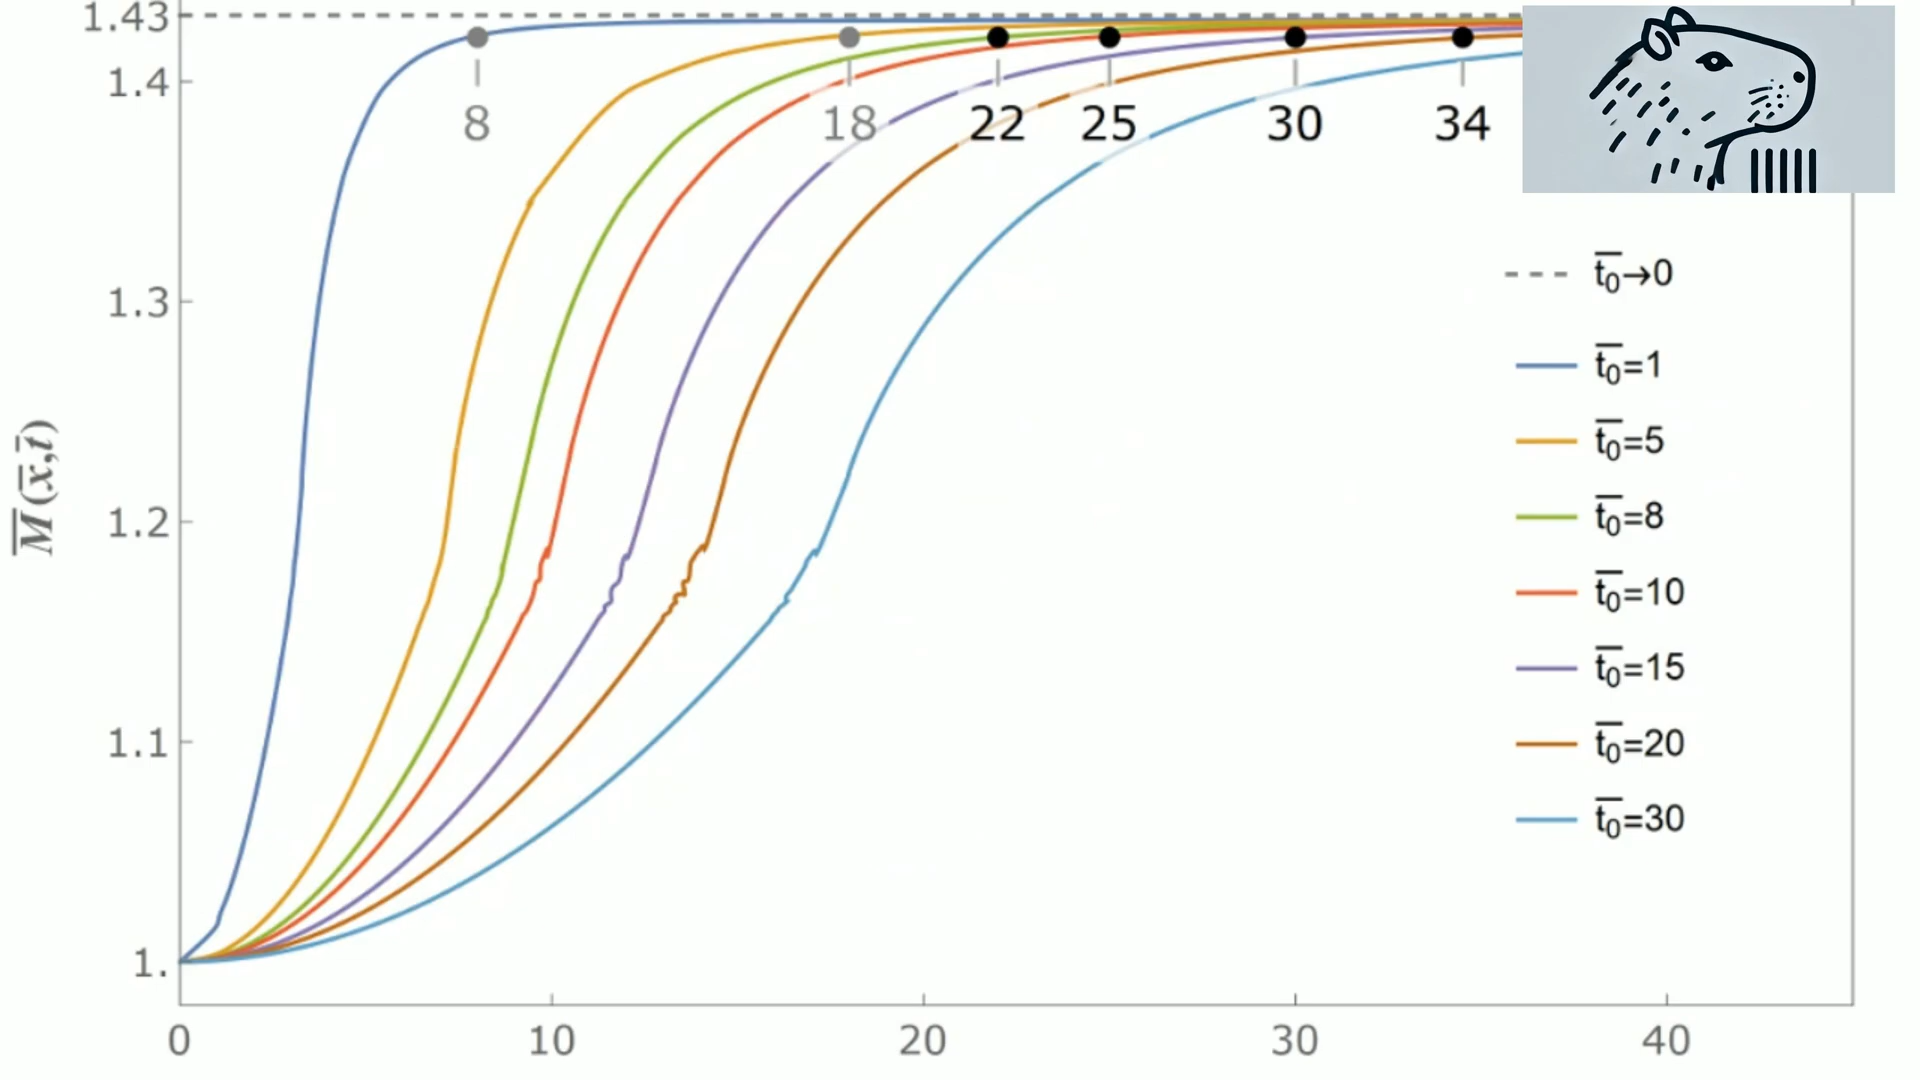 1.43
1.4
1.3
1.2
1.1
1.
M̅(x̅,t̅)
8
18
22
25
30
34
t̅₀→0
t̅₀=1
t̅₀=5
t̅₀=8
t̅₀=10
t̅₀=15
t̅₀=20
t̅₀=30
0
10
20
30
40